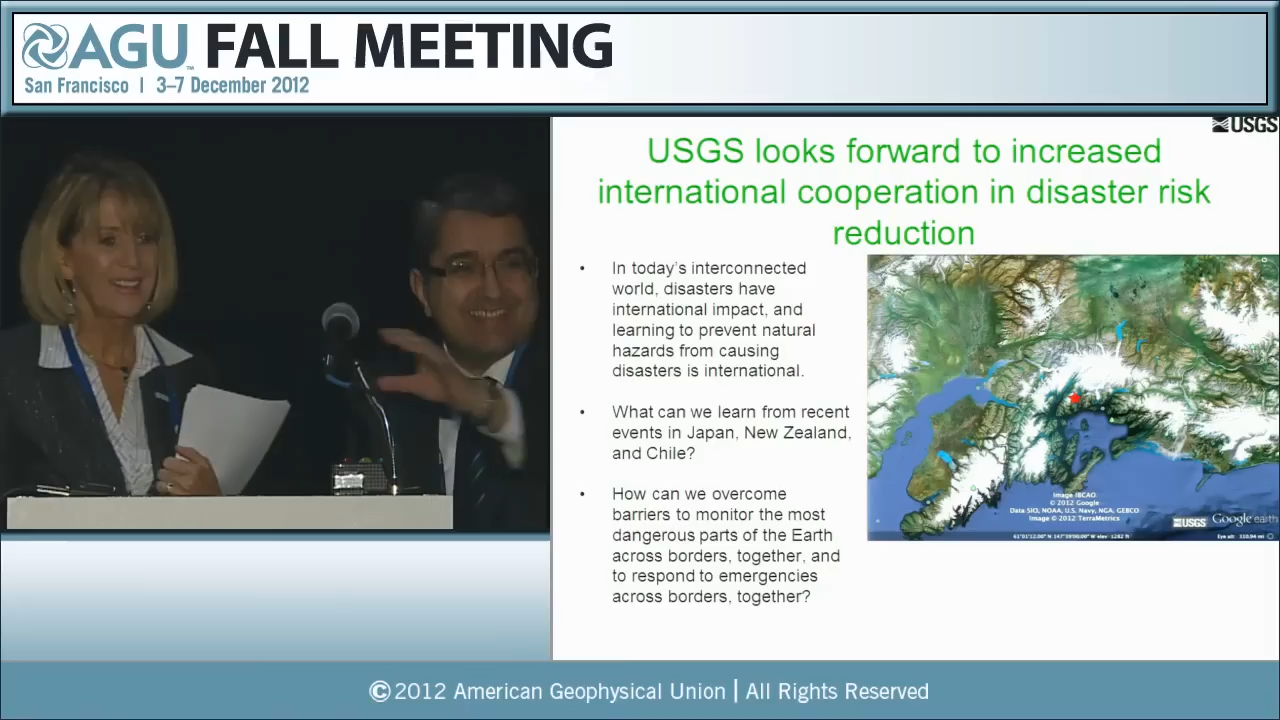 AGU™ FALL MEETING
San Francisco | 3–7 December 2012
USGS
USGS looks forward to increased
international cooperation in disaster risk
reduction
• In today's interconnected
world, disasters have
international impact, and
learning to prevent natural
hazards from causing
disasters is international.
• What can we learn from recent
events in Japan, New Zealand,
and Chile?
• How can we overcome
barriers to monitor the most
dangerous parts of the Earth
across borders, together, and
to respond to emergencies
across borders, together?
Image IBCAO
© 2012 Google
Data SIO, NOAA, U.S. Navy, NGA, GEBCO
Image © 2012 TerraMetrics
USGS Google earth
©2012 American Geophysical Union | All Rights Reserved